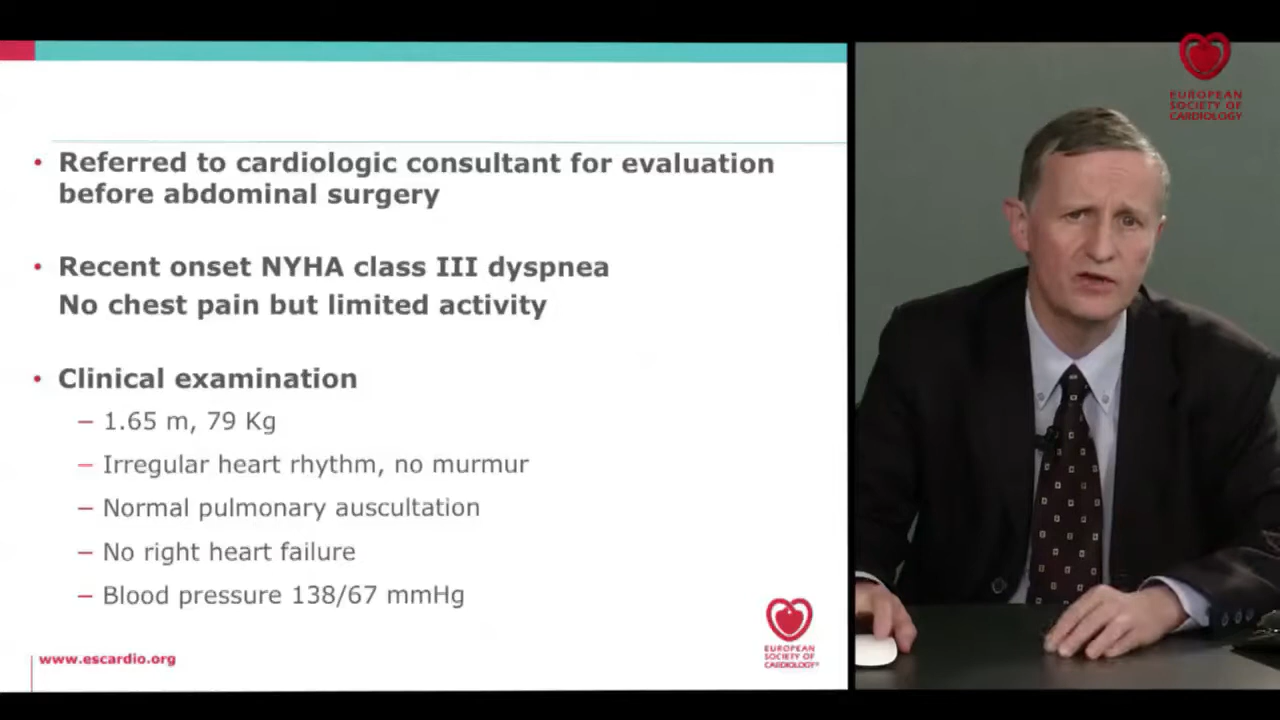 • Referred to cardiologic consultant for evaluation
before abdominal surgery
• Recent onset NYHA class III dyspnea
No chest pain but limited activity
• Clinical examination
– 1.65 m, 79 Kg
– Irregular heart rhythm, no murmur
– Normal pulmonary auscultation
– No right heart failure
– Blood pressure 138/67 mmHg
www.escardio.org
EUROPEAN
SOCIETY OF
CARDIOLOGY®
EUROPEAN
SOCIETY OF
CARDIOLOGY